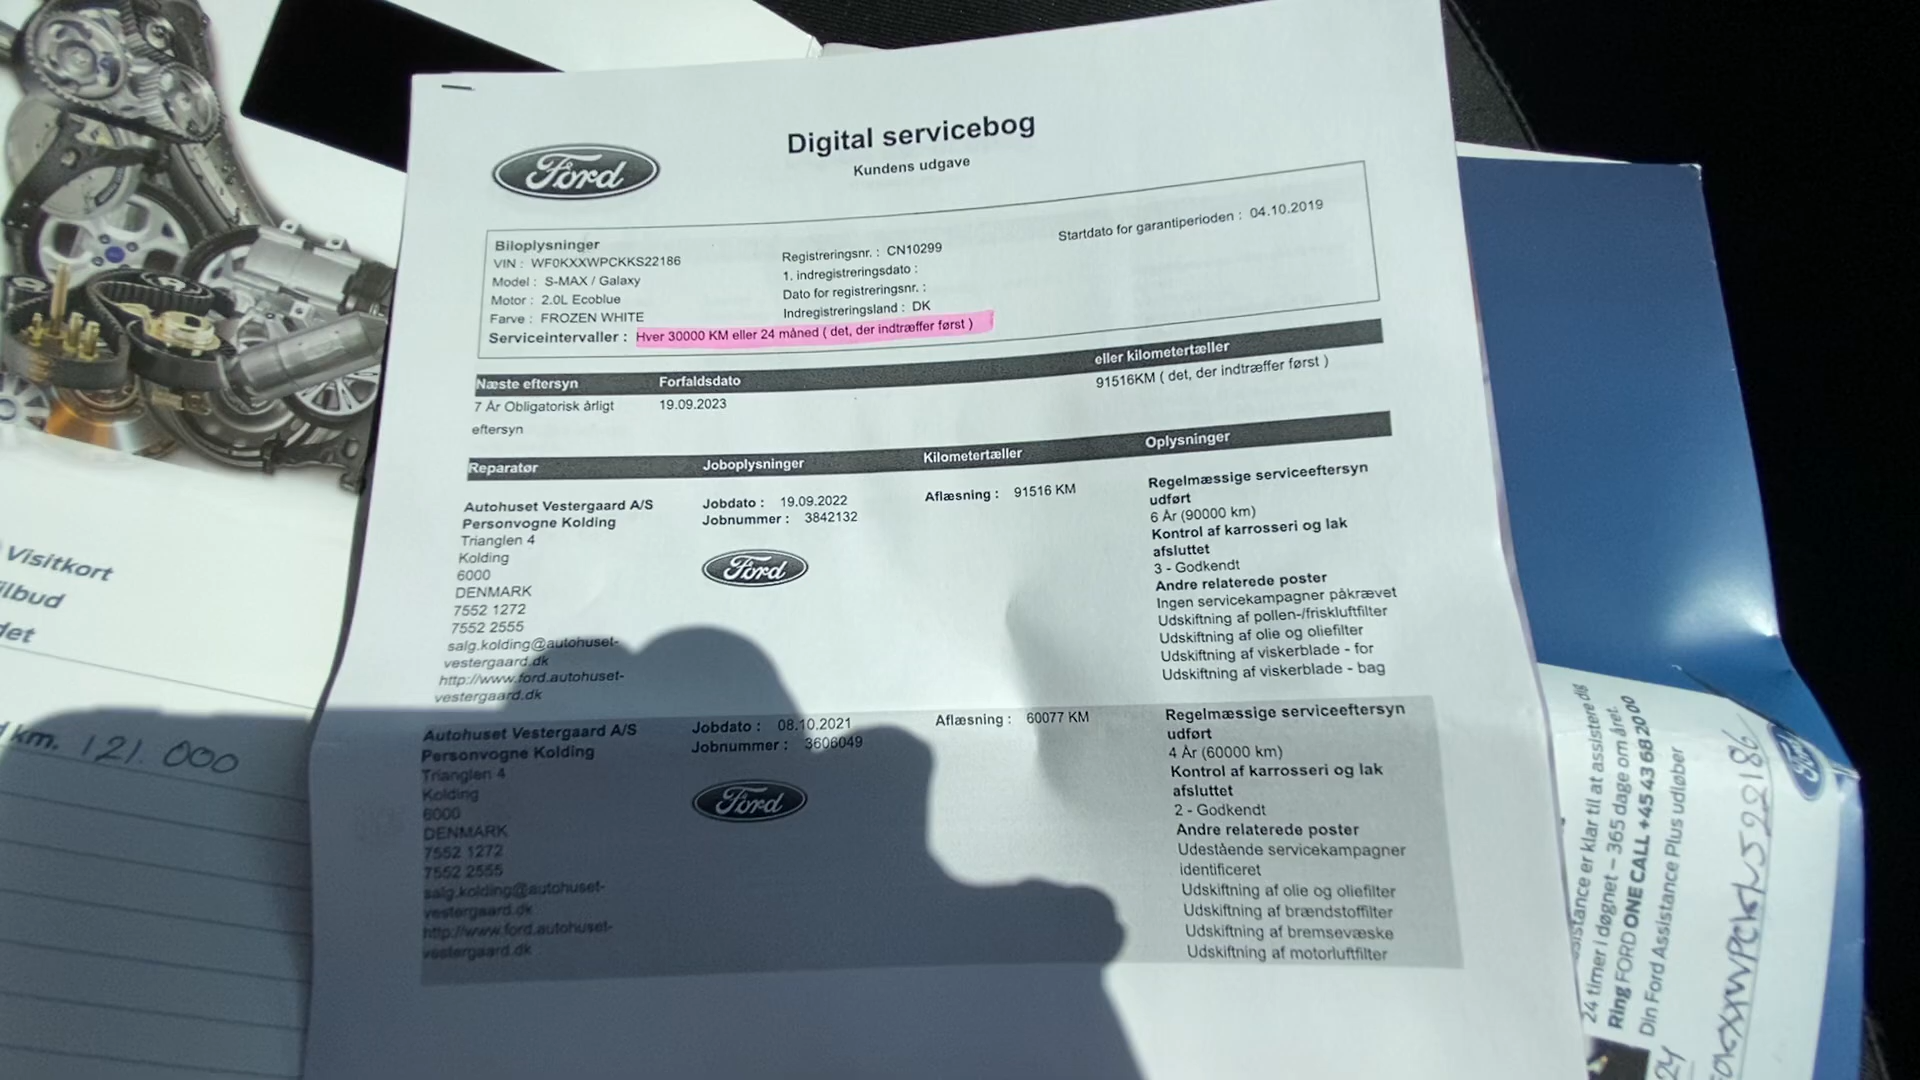 Digital servicebog
Kundens udgave
Ford
Biloplysninger
VIN : WF0KXXWPCKKS22186
Model : S-MAX / Galaxy
Motor : 2.0L Ecoblue
Farve : FROZEN WHITE
Serviceintervaller : Hver 30000 KM eller 24 måned ( det, der indtræffer først )
Registreringsnr. : CN10299
1. indregistreringsdato :
Dato for registreringsnr. :
Indregistreringsland : DK
Startdato for garantiperioden : 04.10.2019
Næste eftersyn Forfaldsdato eller kilometertæller
7 År Obligatorisk årligt 19.09.2023 91516KM ( det, der indtræffer først )
eftersyn
Reparatør Joboplysninger Kilometertæller Oplysninger
Autohuset Vestergaard A/S
Personvogne Kolding
Trianglen 4
Kolding
6000
DENMARK
7552 1272
7552 2555
salg.kolding@autohuset-
vestergaard.dk
http://www.ford.autohuset-
vestergaard.dk
Jobdato : 19.09.2022
Jobnummer : 3842132
Ford
Aflæsning : 91516 KM
Regelmæssige serviceeftersyn
udført
6 År (90000 km)
Kontrol af karrosseri og lak
afsluttet
3 - Godkendt
Andre relaterede poster
Ingen servicekampagner påkrævet
Udskiftning af pollen-/friskluftfilter
Udskiftning af olie og oliefilter
Udskiftning af viskerblade - for
Udskiftning af viskerblade - bag
Autohuset Vestergaard A/S
Personvogne Kolding
Trianglen 4
Kolding
6000
DENMARK
7552 1272
7552 2555
salg.kolding@autohuset-
vestergaard.dk
http://www.ford.autohuset-
vestergaard.dk
Jobdato : 08.10.2021
Jobnummer : 3606049
Ford
Aflæsning : 60077 KM
Regelmæssige serviceeftersyn
udført
4 År (60000 km)
Kontrol af karrosseri og lak
afsluttet
2 - Godkendt
Andre relaterede poster
Udestående servicekampagner
identificeret
Udskiftning af olie og oliefilter
Udskiftning af brændstoffilter
Udskiftning af bremsevæske
Udskiftning af motorluftfilter
Visitkort
km. 121.000
er klar til at assistere dig
24 timer i døgnet – 365 dage om året.
Ring FORD ONE CALL +45 43 68 20 00
Din Ford Assistance Plus udløber
24
Ford